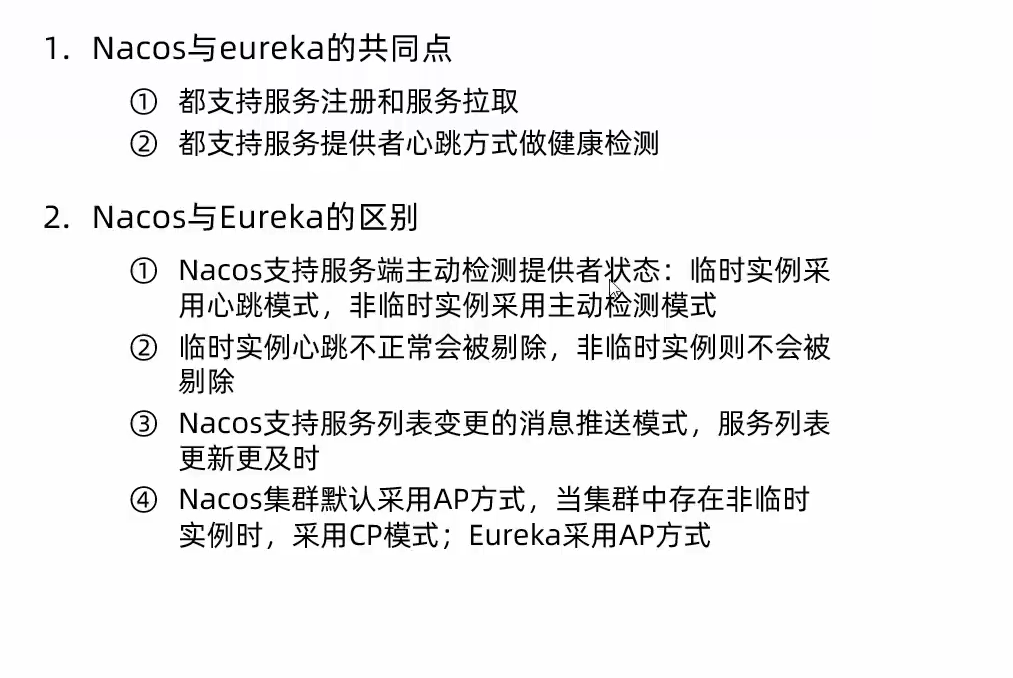 1. Nacos与eureka的共同点
① 都支持服务注册和服务拉取
② 都支持服务提供者心跳方式做健康检测
2. Nacos与Eureka的区别
① Nacos支持服务端主动检测提供者状态：临时实例采
用心跳模式，非临时实例采用主动检测模式
② 临时实例心跳不正常会被剔除，非临时实例则不会被
剔除
③ Nacos支持服务列表变更的消息推送模式，服务列表
更新更及时
④ Nacos集群默认采用AP方式，当集群中存在非临时
实例时，采用CP模式；Eureka采用AP方式